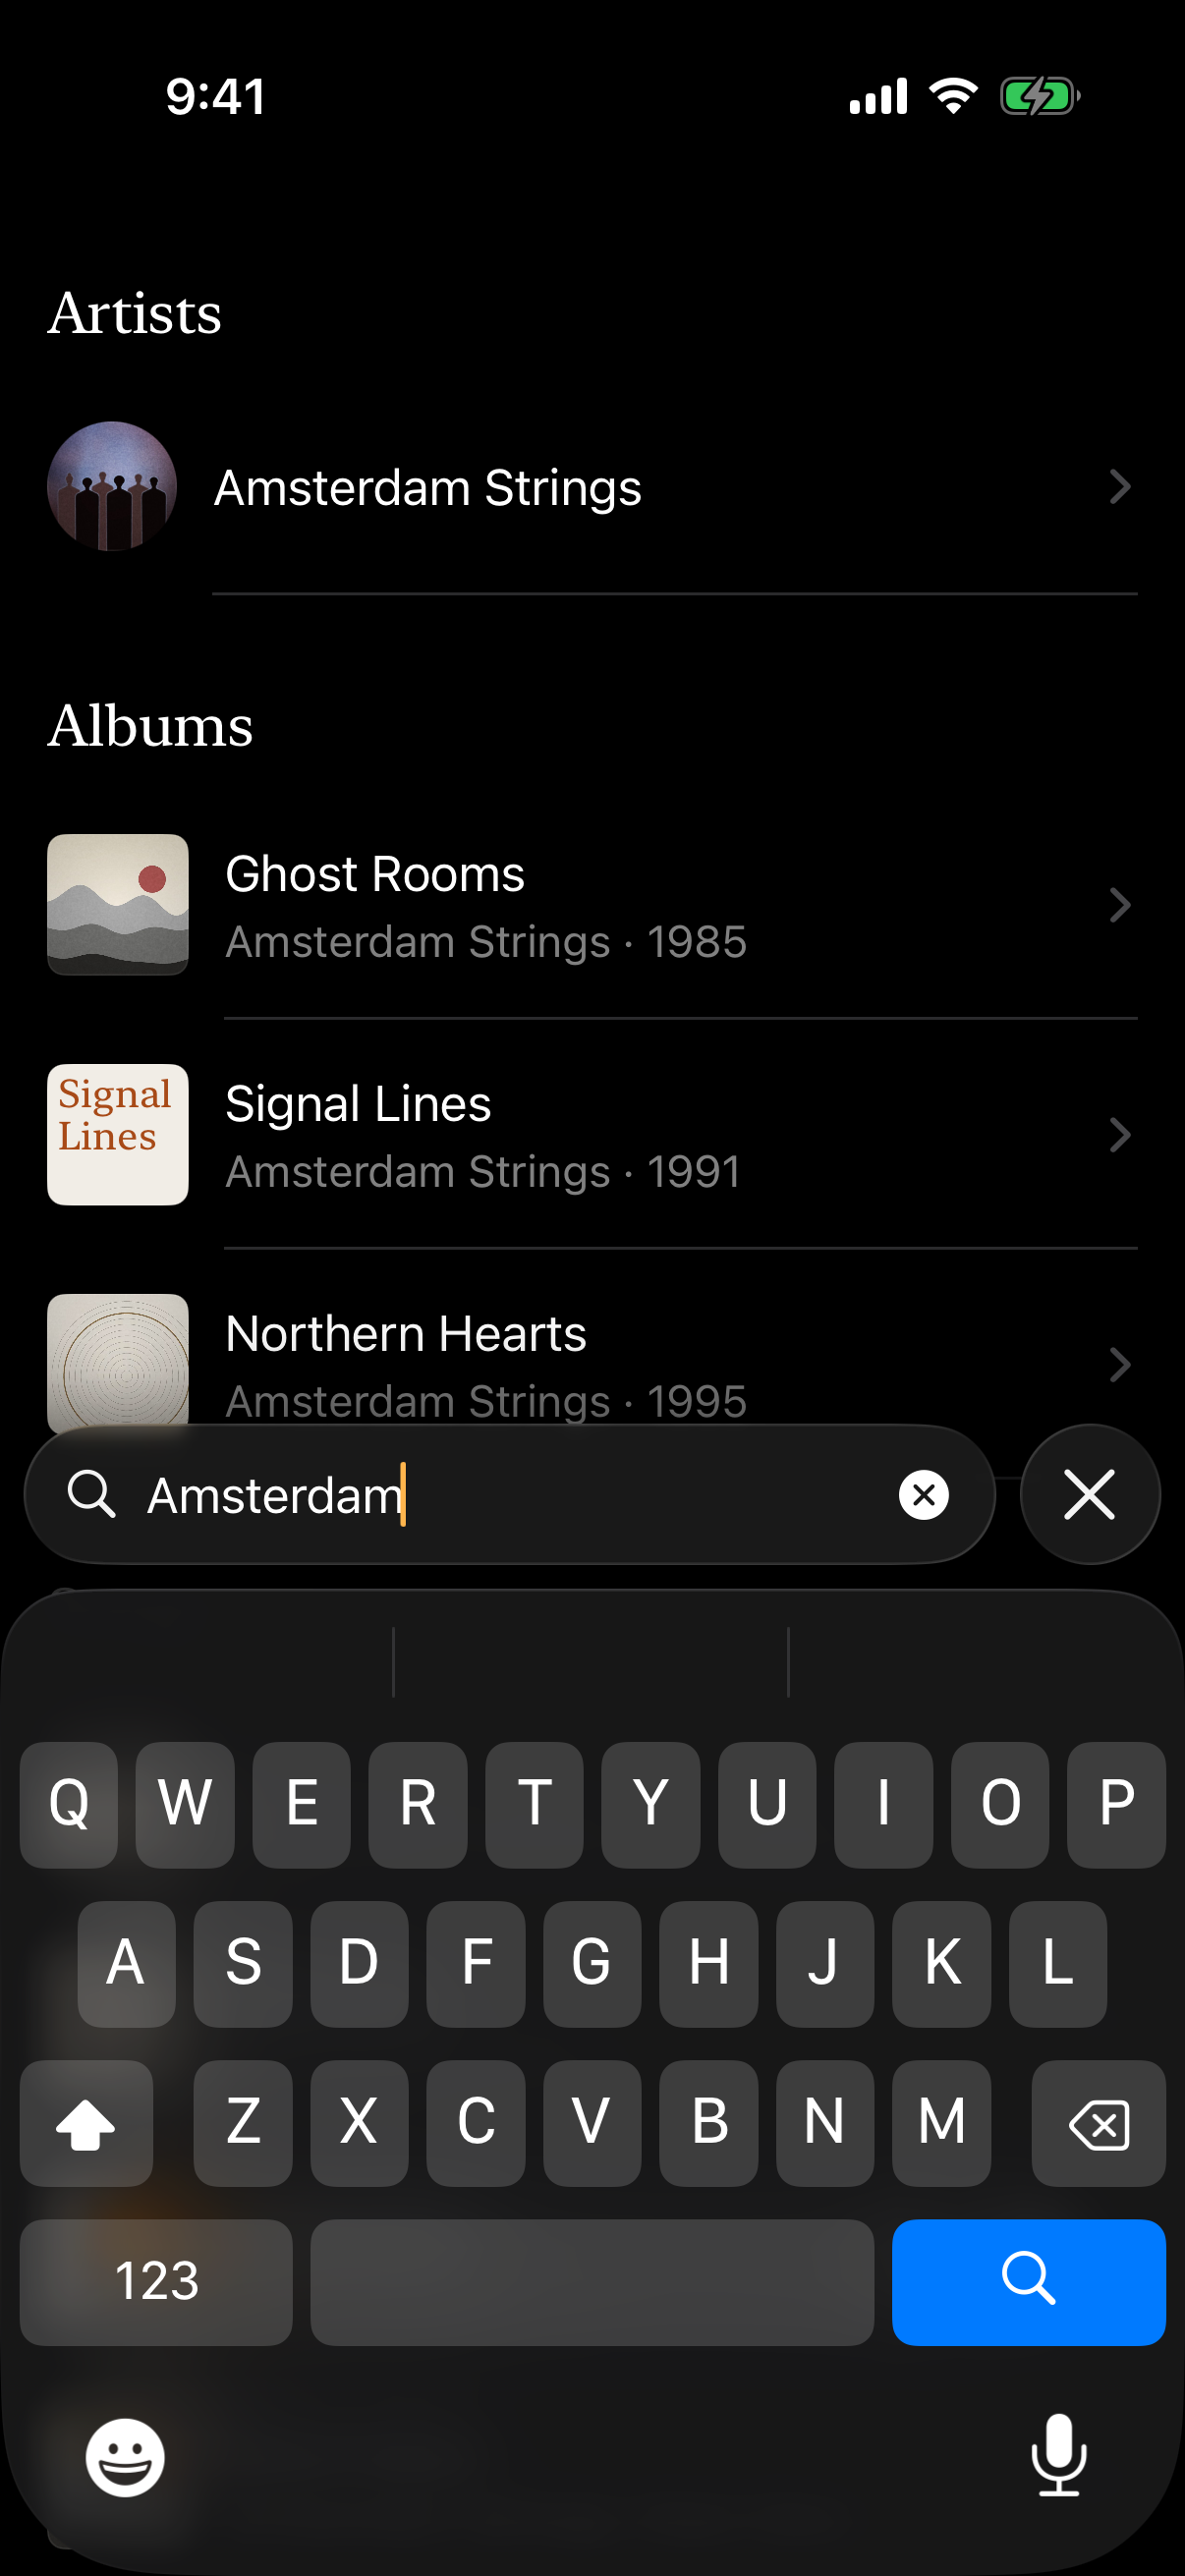 9:41
Artists
Amsterdam Strings
Albums
Ghost Rooms
Amsterdam Strings · 1985
Signal
Lines
Signal Lines
Amsterdam Strings · 1991
Northern Hearts
Amsterdam Strings · 1995
Amsterdam
Q W E R T Y U I O P
A S D F G H J K L
Z X C V B N M
123